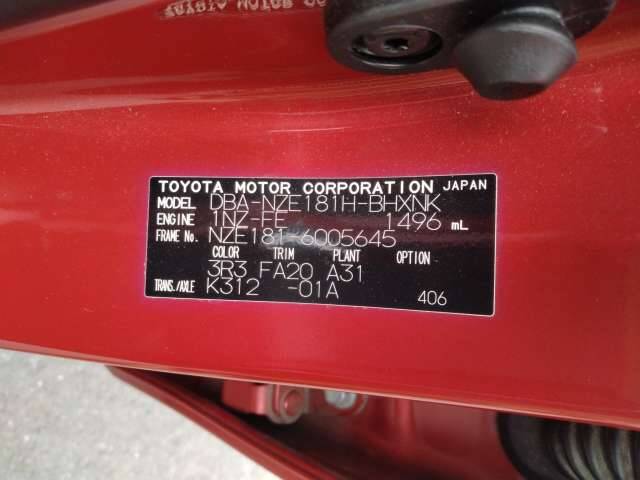 TOYOTA MOTOR CORPORATION JAPAN
MODEL DBA-NZE181H-BHXNK
ENGINE 1NZ-FE 1496 mL
FRAME No. NZE181-6005645
COLOR TRIM PLANT OPTION
3R3 FA20 A31
TRANS./AXLE K312 -01A 406